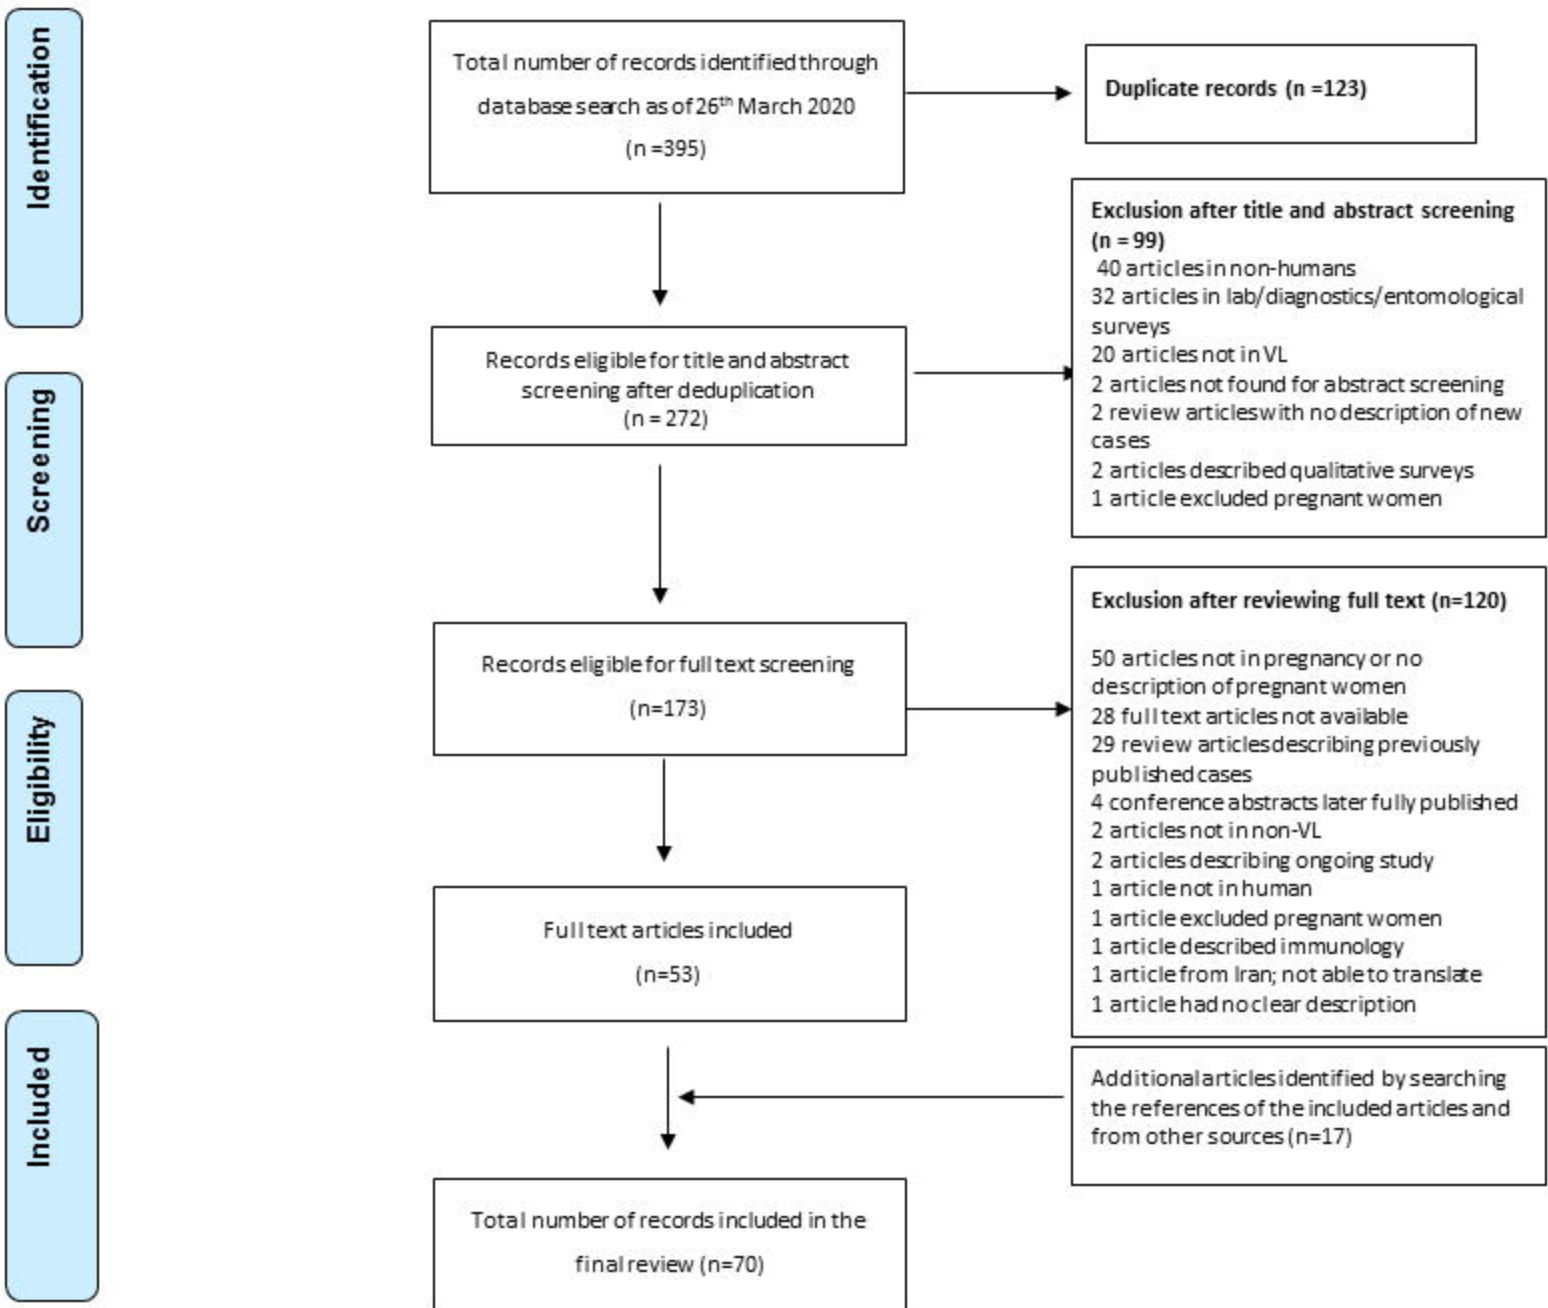 Identification
Total number of records identified through
database search as of 26th March 2020
(n =395)
Duplicate records (n =123)
Exclusion after title and abstract screening
(n = 99)
40 articles in non-humans
32 articles in lab/diagnostics/entomological
surveys
20 articles not in VL
2 articles not found for abstract screening
2 review articles with no description of new
cases
2 articles described qualitative surveys
1 article excluded pregnant women
Records eligible for title and abstract
screening after deduplication
(n = 272)
Screening
Records eligible for full text screening
(n=173)
Exclusion after reviewing full text (n=120)
50 articles not in pregnancy or no
description of pregnant women
28 full text articles not available
29 review articles describing previously
published cases
4 conference abstracts later fully published
2 articles not in non-VL
2 articles describing ongoing study
1 article not in human
1 article excluded pregnant women
1 article described immunology
1 article from Iran; not able to translate
1 article had no clear description
Eligibility
Full text articles included
(n=53)
Included
Additional articles identified by searching
the references of the included articles and
from other sources (n=17)
Total number of records included in the
final review (n=70)